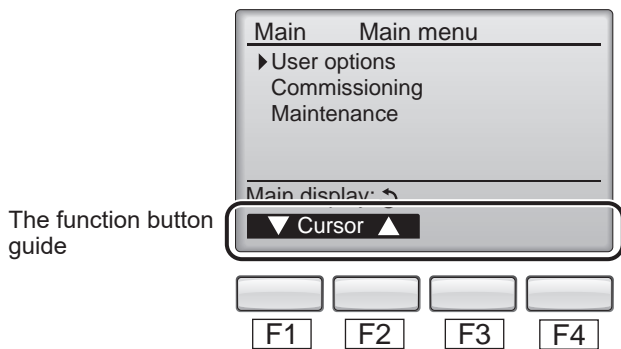 Main Main menu
User options
Commissioning
Maintenance
Main display:
The function button
guide
Cursor
F1 F2 F3 F4